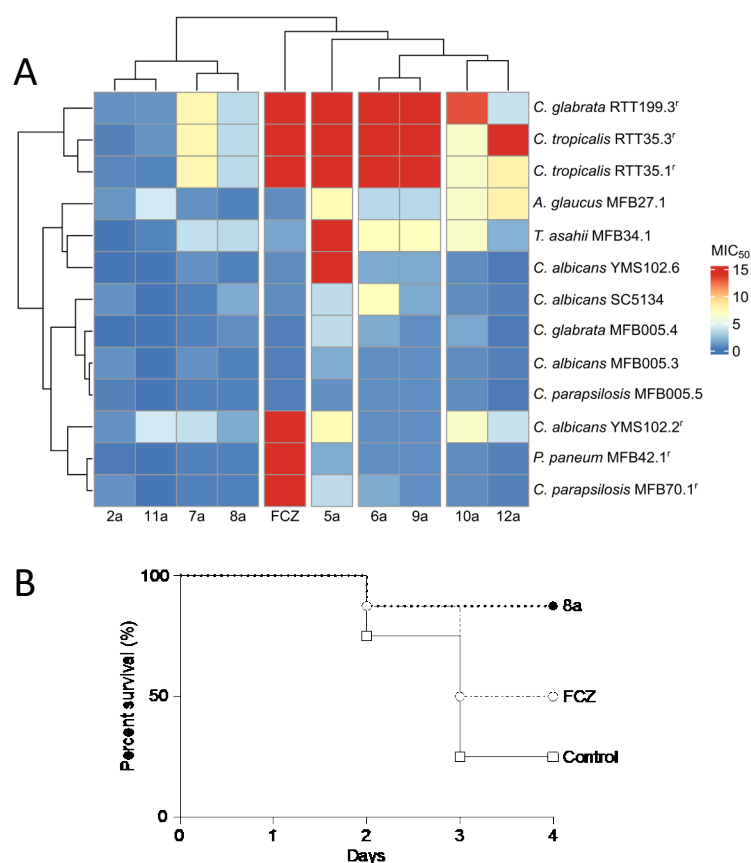 A
C. glabrata RTT199.3ʳ
C. tropicalis RTT35.3ʳ
C. tropicalis RTT35.1ʳ
A. glaucus MFB27.1
T. asahii MFB34.1
C. albicans YMS102.6
C. albicans SC5134
C. glabrata MFB005.4
C. albicans MFB005.3
C. parapsilosis MFB005.5
C. albicans YMS102.2ʳ
P. paneum MFB42.1ʳ
C. parapsilosis MFB70.1ʳ
MIC₅₀
15
10
5
0
2a 11a 7a 8a FCZ 5a 6a 9a 10a 12a
B
Percent survival (%)
100
50
0
8a
FCZ
Control
0 1 2 3 4
Days